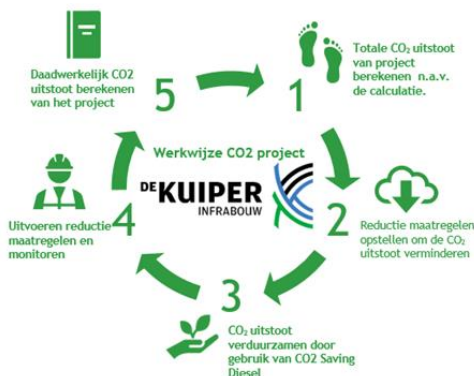 Daadwerkelijk CO2
uitstoot berekenen
van het project
5
1
Totale CO₂ uitstoot
van project
berekenen n.a.v.
de calculatie.
Werkwijze CO2 project
DE KUIPER
INFRABOUW
4
Uitvoeren reductie
maatregelen en
monitoren
2
Reductie maatregelen
opstellen om de CO₂
uitstoot verminderen
3
CO₂ uitstoot
verduurzamen door
gebruik van CO2 Saving
Diesel